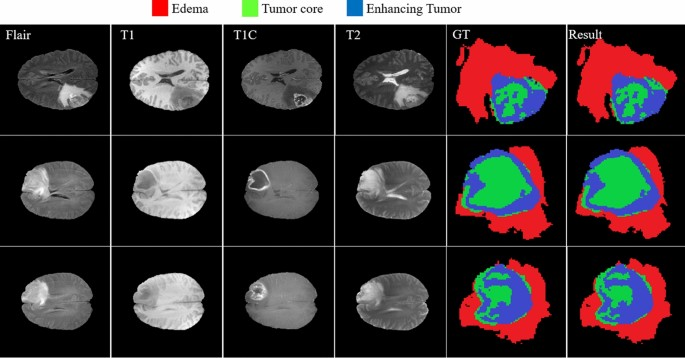 Edema Tumor core Enhancing Tumor
Flair T1 T1C T2 GT Result